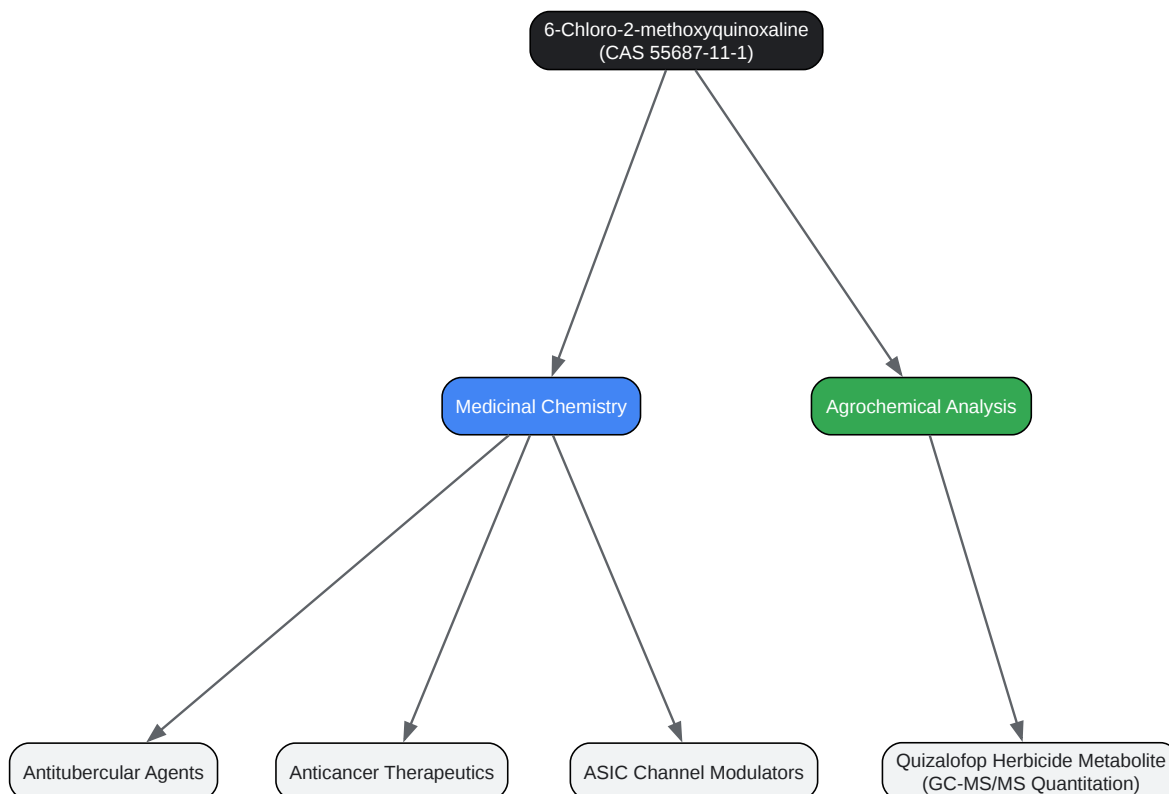 6-Chloro-2-methoxyquinoxaline
(CAS 55687-11-1)
Medicinal Chemistry
Agrochemical Analysis
Antitubercular Agents
Anticancer Therapeutics
ASIC Channel Modulators
Quizalofop Herbicide Metabolite
(GC-MS/MS Quantitation)